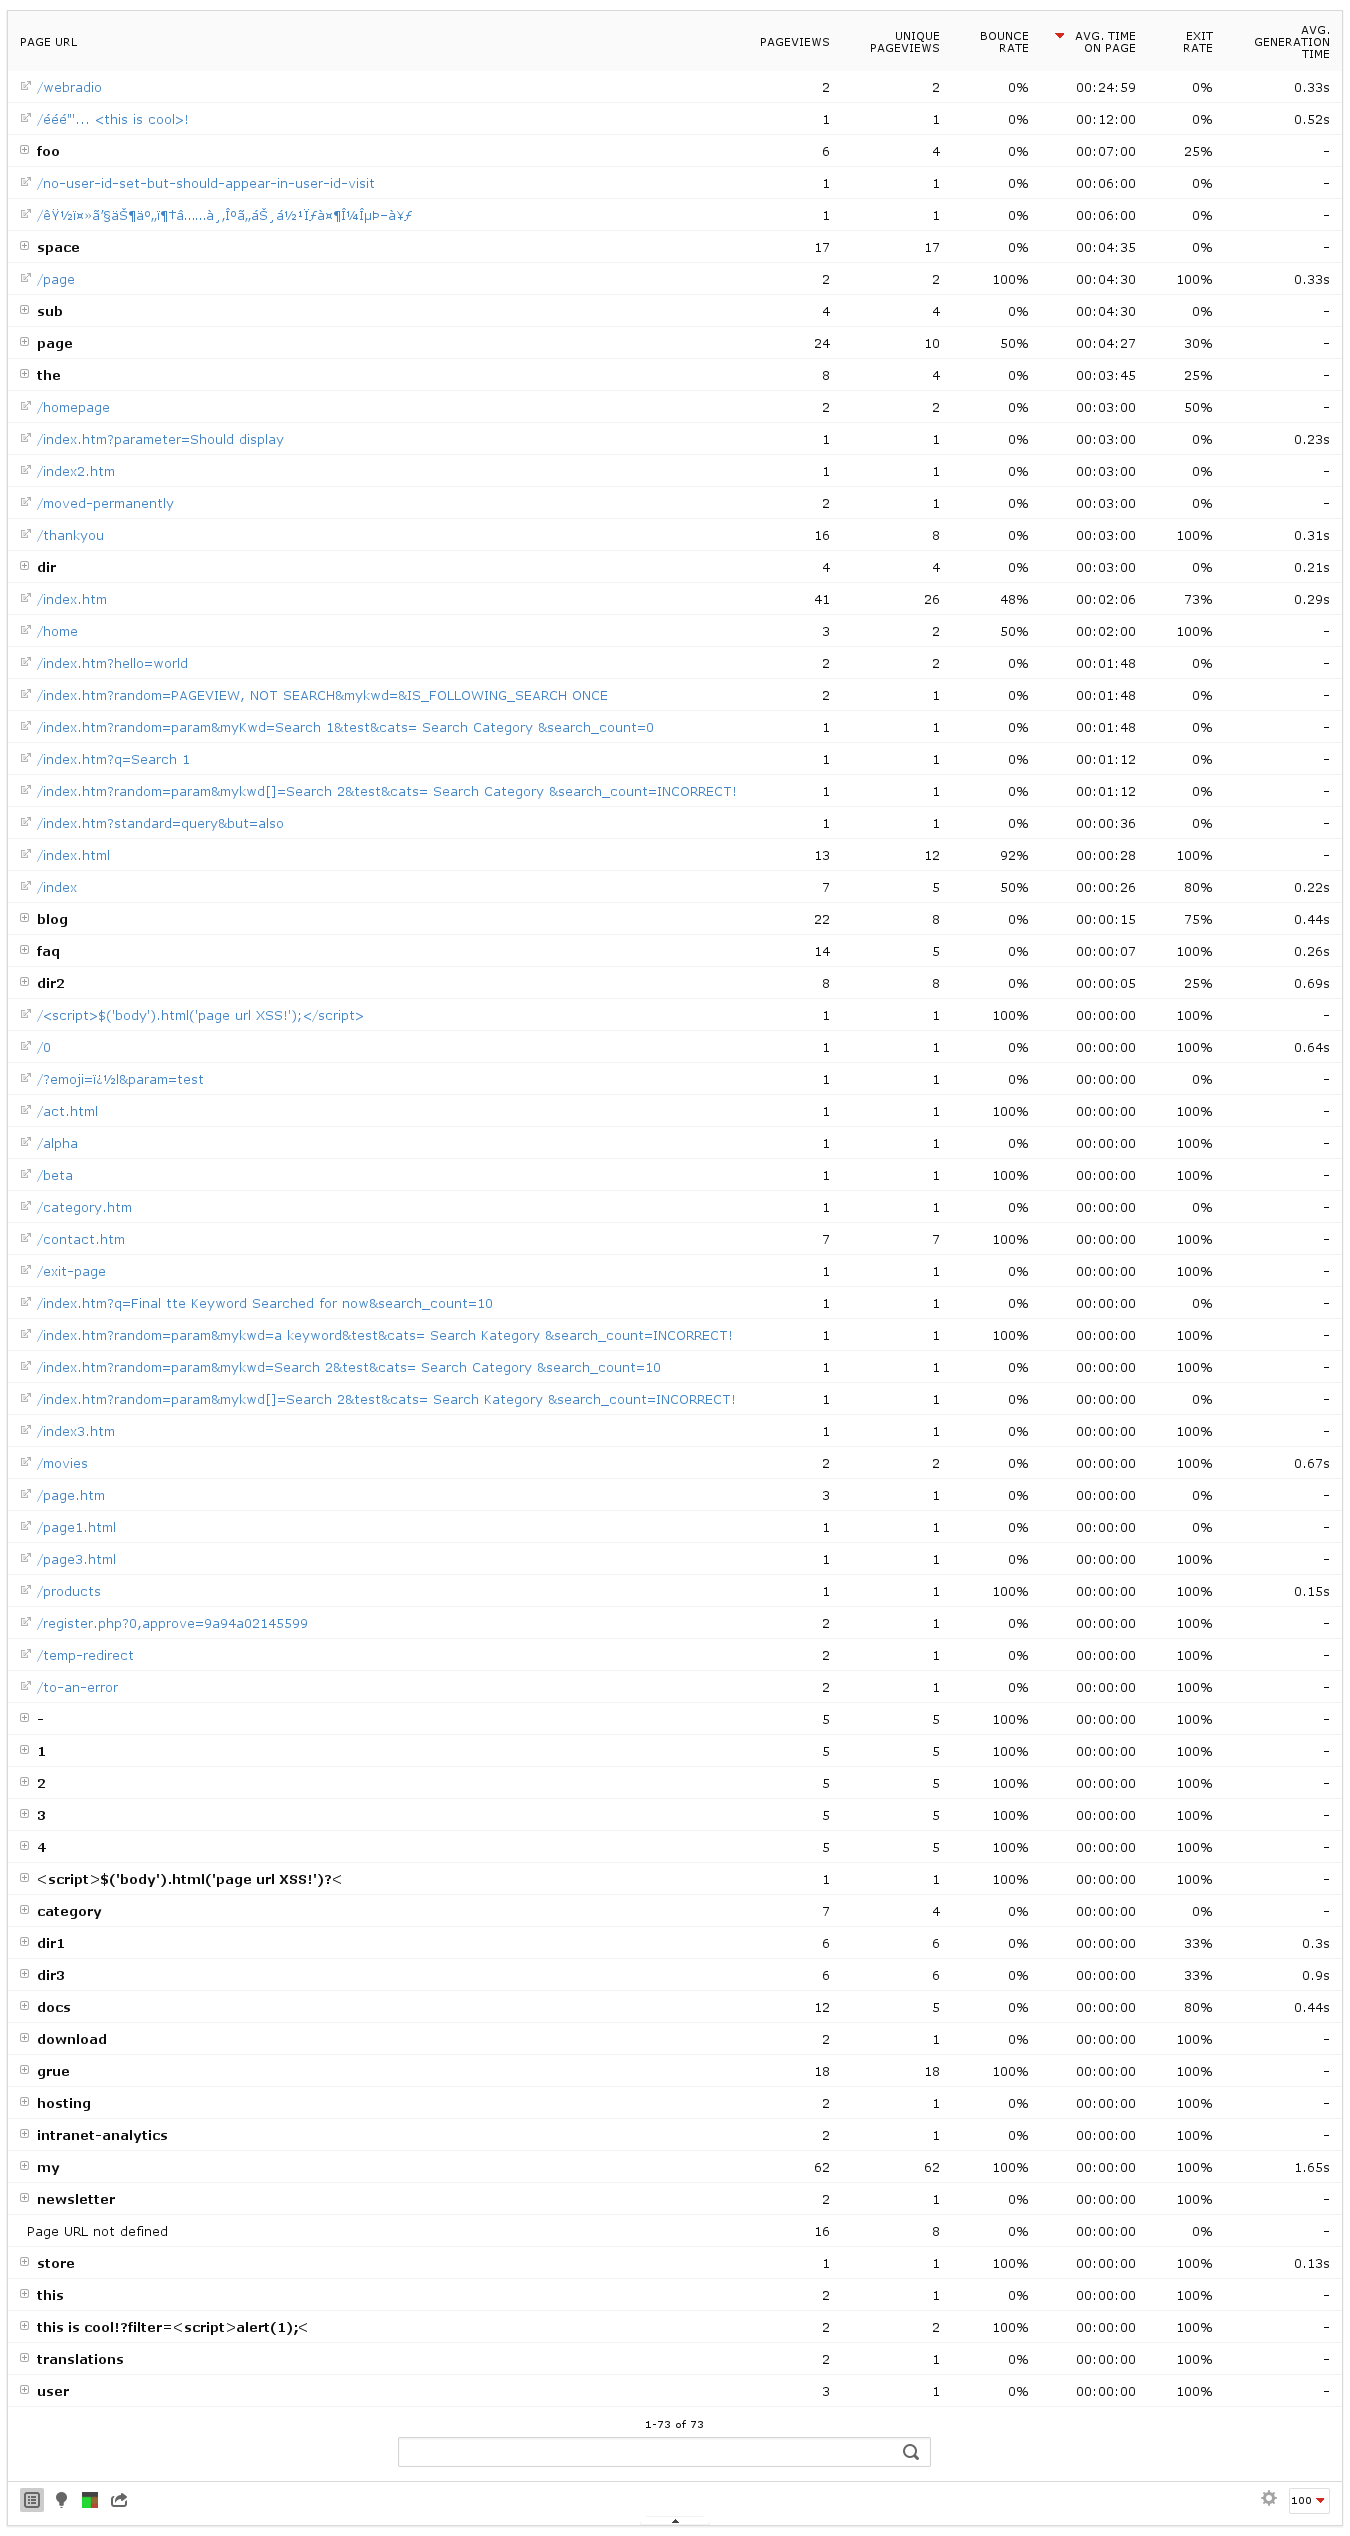 PAGE URL PAGEVIEWS UNIQUE PAGEVIEWS BOUNCE RATE AVG. TIME ON PAGE EXIT RATE AVG. GENERATION TIME
/webradio 2 2 0% 00:24:59 0% 0.33s
/ééé"'... <this is cool>! 1 1 0% 00:12:00 0% 0.52s
foo 6 4 0% 00:07:00 25% -
/no-user-id-set-but-should-appear-in-user-id-visit 1 1 0% 00:06:00 0% -
1 1 0% 00:06:00 0% -
space 17 17 0% 00:04:35 0% -
/page 2 2 100% 00:04:30 100% 0.33s
sub 4 4 0% 00:04:30 0% -
page 24 10 50% 00:04:27 30% -
the 8 4 0% 00:03:45 25% -
/homepage 2 2 0% 00:03:00 50% -
/index.htm?parameter=Should display 1 1 0% 00:03:00 0% 0.23s
/index2.htm 1 1 0% 00:03:00 0% -
/moved-permanently 2 1 0% 00:03:00 0% -
/thankyou 16 8 0% 00:03:00 100% 0.31s
dir 4 4 0% 00:03:00 0% 0.21s
/index.htm 41 26 48% 00:02:06 73% 0.29s
/home 3 2 50% 00:02:00 100% -
/index.htm?hello=world 2 2 0% 00:01:48 0% -
/index.htm?random=PAGEVIEW, NOT SEARCH&mykwd=&IS_FOLLOWING_SEARCH ONCE 2 1 0% 00:01:48 0% -
/index.htm?random=param&myKwd=Search 1&test&cats= Search Category &search_count=0 1 1 0% 00:01:48 0% -
/index.htm?q=Search 1 1 1 0% 00:01:12 0% -
/index.htm?random=param&mykwd[]=Search 2&test&cats= Search Category &search_count=INCORRECT! 1 1 0% 00:01:12 0% -
/index.htm?standard=query&but=also 1 1 0% 00:00:36 0% -
/index.html 13 12 92% 00:00:28 100% -
/index 7 5 50% 00:00:26 80% 0.22s
blog 22 8 0% 00:00:15 75% 0.44s
faq 14 5 0% 00:00:07 100% 0.26s
dir2 8 8 0% 00:00:05 25% 0.69s
/<script>$('body').html('page url XSS!');</script> 1 1 100% 00:00:00 100% -
/0 1 1 0% 00:00:00 100% 0.64s
/?emoji=ï¿½l&param=test 1 1 0% 00:00:00 0% -
/act.html 1 1 100% 00:00:00 100% -
/alpha 1 1 0% 00:00:00 100% -
/beta 1 1 100% 00:00:00 100% -
/category.htm 1 1 0% 00:00:00 0% -
/contact.htm 7 7 100% 00:00:00 100% -
/exit-page 1 1 0% 00:00:00 100% -
/index.htm?q=Final tte Keyword Searched for now&search_count=10 1 1 0% 00:00:00 0% -
/index.htm?random=param&mykwd=a keyword&test&cats= Search Kategory &search_count=INCORRECT! 1 1 100% 00:00:00 100% -
/index.htm?random=param&mykwd=Search 2&test&cats= Search Category &search_count=10 1 1 0% 00:00:00 100% -
/index.htm?random=param&mykwd[]=Search 2&test&cats= Search Kategory &search_count=INCORRECT! 1 1 0% 00:00:00 0% -
/index3.htm 1 1 0% 00:00:00 100% -
/movies 2 2 0% 00:00:00 100% 0.67s
/page.htm 3 1 0% 00:00:00 0% -
/page1.html 1 1 0% 00:00:00 0% -
/page3.html 1 1 0% 00:00:00 100% -
/products 1 1 100% 00:00:00 100% 0.15s
/register.php?0,approve=9a94a02145599 2 1 0% 00:00:00 100% -
/temp-redirect 2 1 0% 00:00:00 100% -
/to-an-error 2 1 0% 00:00:00 100% -
- 5 5 100% 00:00:00 100% -
1 5 5 100% 00:00:00 100% -
2 5 5 100% 00:00:00 100% -
3 5 5 100% 00:00:00 100% -
4 5 5 100% 00:00:00 100% -
<script>$('body').html('page url XSS!')?< 1 1 100% 00:00:00 100% -
category 7 4 0% 00:00:00 0% -
dir1 6 6 0% 00:00:00 33% 0.3s
dir3 6 6 0% 00:00:00 33% 0.9s
docs 12 5 0% 00:00:00 80% 0.44s
download 2 1 0% 00:00:00 100% -
grue 18 18 100% 00:00:00 100% -
hosting 2 1 0% 00:00:00 100% -
intranet-analytics 2 1 0% 00:00:00 100% -
my 62 62 100% 00:00:00 100% 1.65s
newsletter 2 1 0% 00:00:00 100% -
Page URL not defined 16 8 0% 00:00:00 0% -
store 1 1 100% 00:00:00 100% 0.13s
this 2 1 0% 00:00:00 100% -
this is cool!?filter=<script>alert(1);< 2 2 100% 00:00:00 100% -
translations 2 1 0% 00:00:00 100% -
user 3 1 0% 00:00:00 100% -
1-73 of 73
100